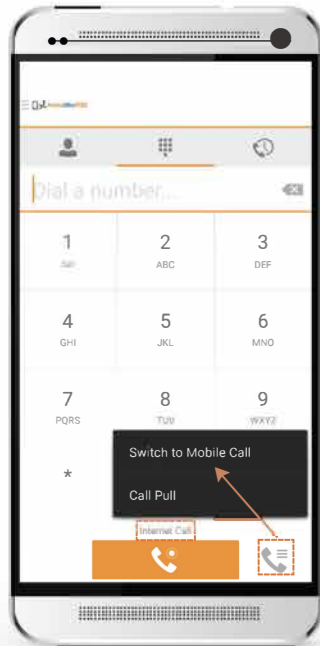 Dial a number...
1 2 3
ABC DEF
4 5 6
GHI JKL MNO
7 8 9
PQRS TUV WXYZ
Switch to Mobile Call
*
Call Pull
Internet Call